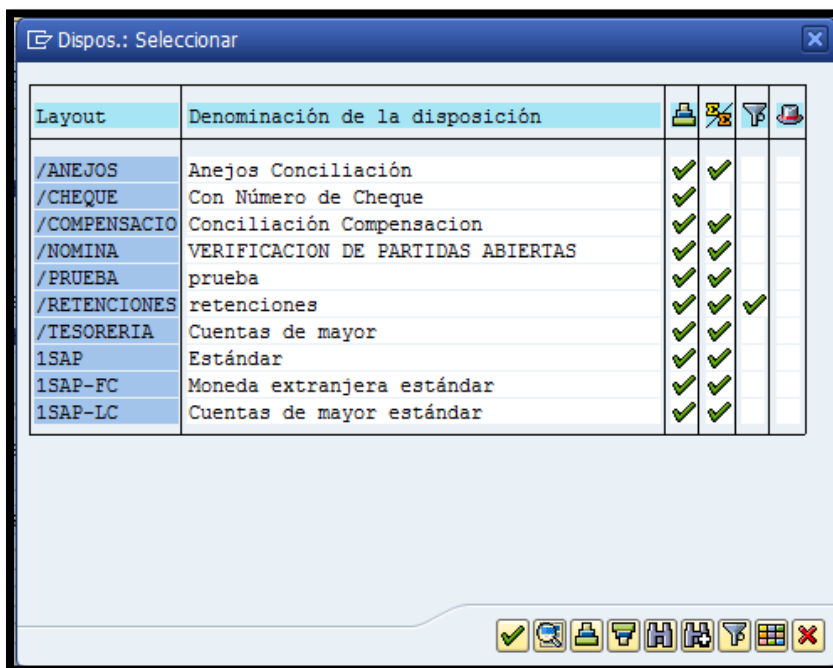 Dispos.: Seleccionar
Layout Denominación de la disposición
/ANEJOS Anejos Conciliación
/CHEQUE Con Número de Cheque
/COMPENSACIO Conciliación Compensacion
/NOMINA VERIFICACION DE PARTIDAS ABIERTAS
/PRUEBA prueba
/RETENCIONES retenciones
/TESORERIA Cuentas de mayor
1SAP Estándar
1SAP-FC Moneda extranjera estándar
1SAP-LC Cuentas de mayor estándar